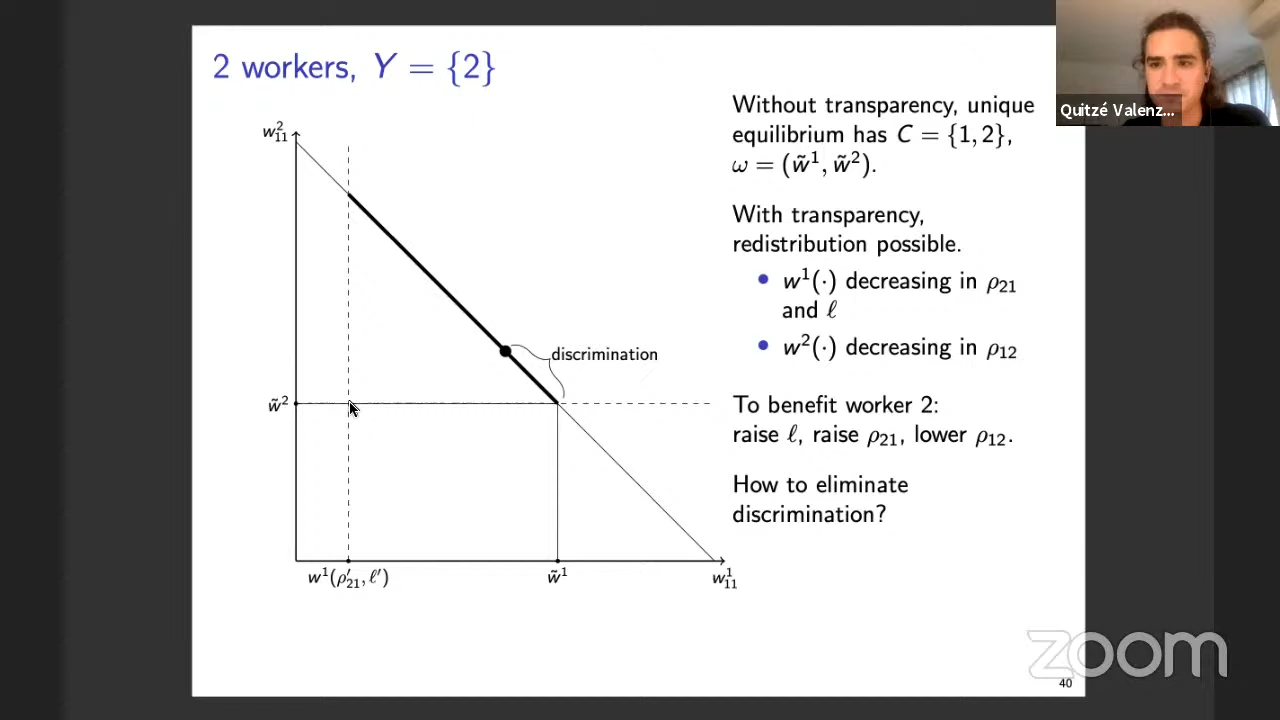 2 workers, Y = {2}
Quitzé Valenz...
Without transparency, unique
equilibrium has C = {1, 2},
ω = (w̃¹, w̃²).
With transparency,
redistribution possible.
• w¹(·) decreasing in ρ₂₁
and ℓ
• w²(·) decreasing in ρ₁₂
To benefit worker 2:
raise ℓ, raise ρ₂₁, lower ρ₁₂.
How to eliminate
discrimination?
w²₁₁
discrimination
w̃²
w¹(ρ′₂₁, ℓ′)
w̃¹
w¹₁₁
zoom
40